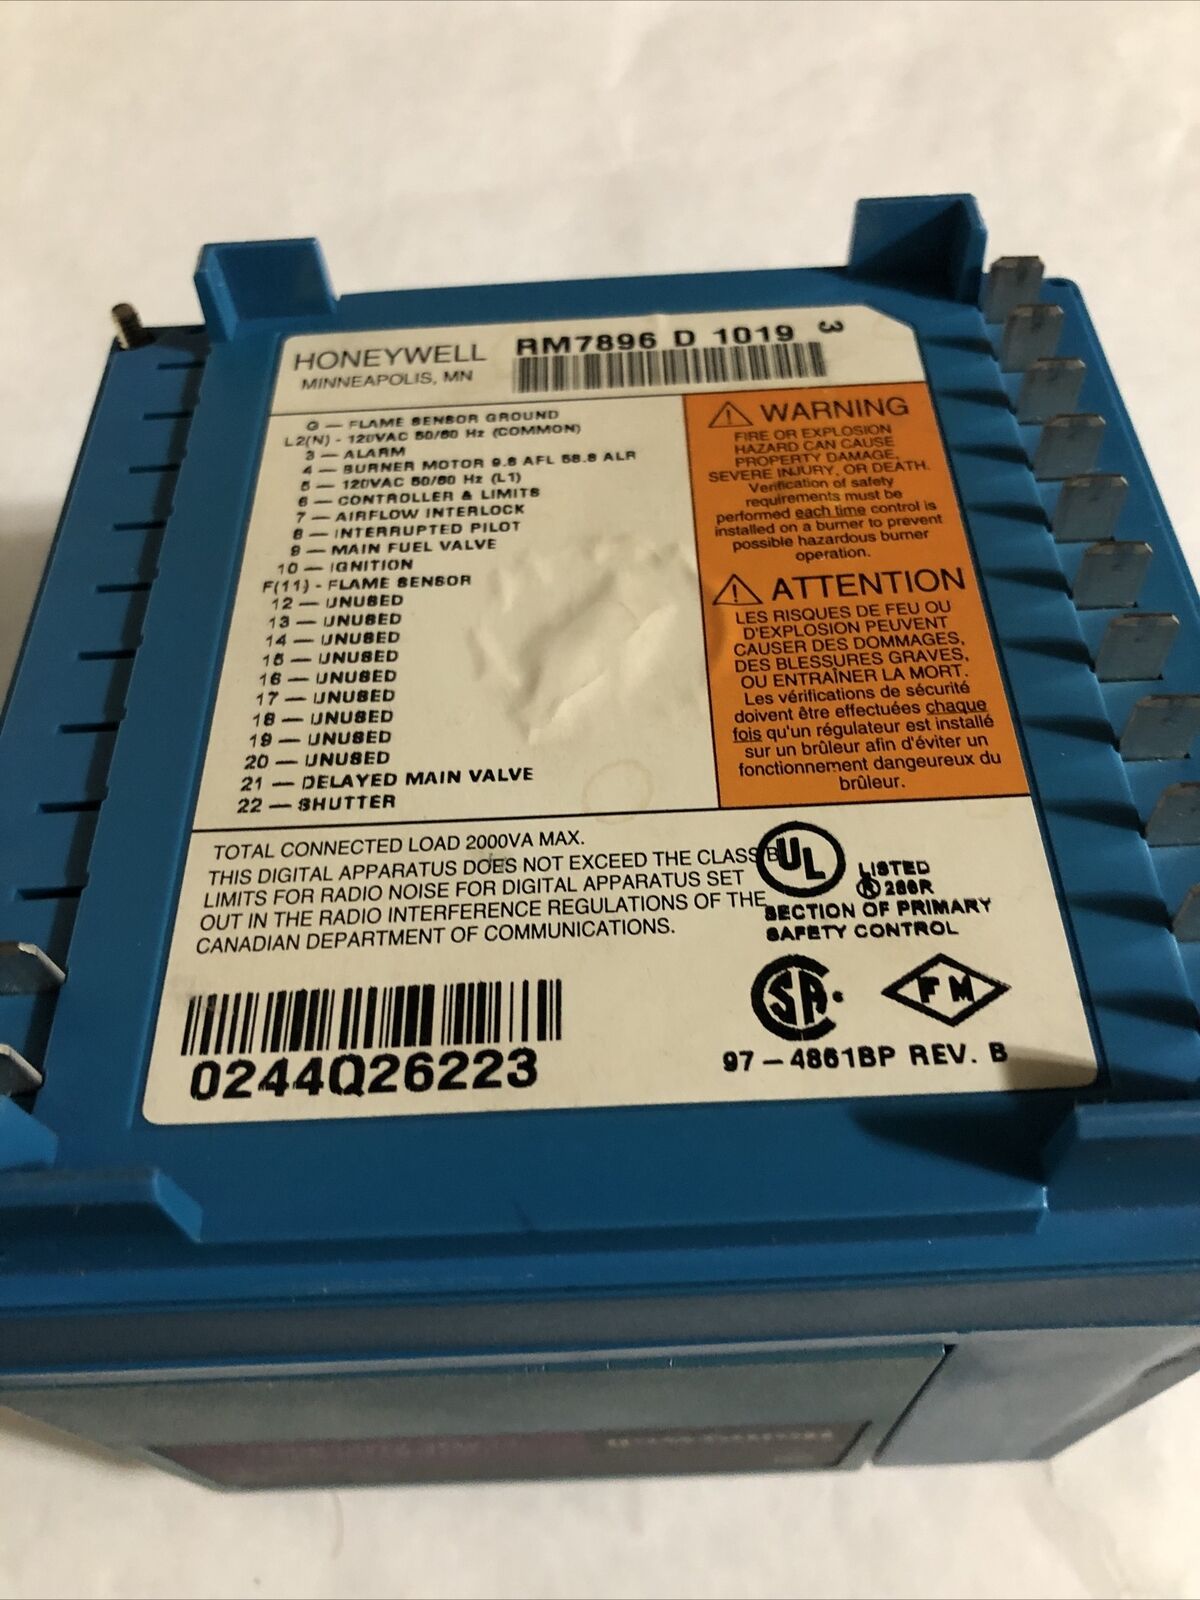 HONEYWELL
MINNEAPOLIS, MN
RM7896 D 1019 3
G — FLAME SENSOR GROUND
L2(N) - 120VAC 50/60 Hz (COMMON)
3 — ALARM
4 — BURNER MOTOR 9.8 AFL 58.8 ALR
5 — 120VAC 50/60 Hz (L1)
6 — CONTROLLER & LIMITS
7 — AIRFLOW INTERLOCK
8 — INTERRUPTED PILOT
9 — MAIN FUEL VALVE
10 — IGNITION
F(11) - FLAME SENSOR
12 — UNUSED
13 — UNUSED
14 — UNUSED
15 — UNUSED
16 — UNUSED
17 — UNUSED
18 — UNUSED
19 — UNUSED
20 — UNUSED
21 — DELAYED MAIN VALVE
22 — SHUTTER
WARNING
FIRE OR EXPLOSION
HAZARD CAN CAUSE
PROPERTY DAMAGE,
SEVERE INJURY, OR DEATH.
Verification of safety
requirements must be
performed each time control is
installed on a burner to prevent
possible hazardous burner
operation.
ATTENTION
LES RISQUES DE FEU OU
D'EXPLOSION PEUVENT
CAUSER DES DOMMAGES,
DES BLESSURES GRAVES,
OU ENTRAÎNER LA MORT.
Les vérifications de sécurité
doivent être effectuées chaque
fois qu'un régulateur est installé
sur un brûleur afin d'éviter un
fonctionnement dangeureux du
brûleur.
TOTAL CONNECTED LOAD 2000VA MAX.
THIS DIGITAL APPARATUS DOES NOT EXCEED THE CLASS B
LIMITS FOR RADIO NOISE FOR DIGITAL APPARATUS SET
OUT IN THE RADIO INTERFERENCE REGULATIONS OF THE
CANADIAN DEPARTMENT OF COMMUNICATIONS.
UL
LISTED
® 286R
SECTION OF PRIMARY
SAFETY CONTROL
SA
FM
97-4861BP REV. B
0244Q26223